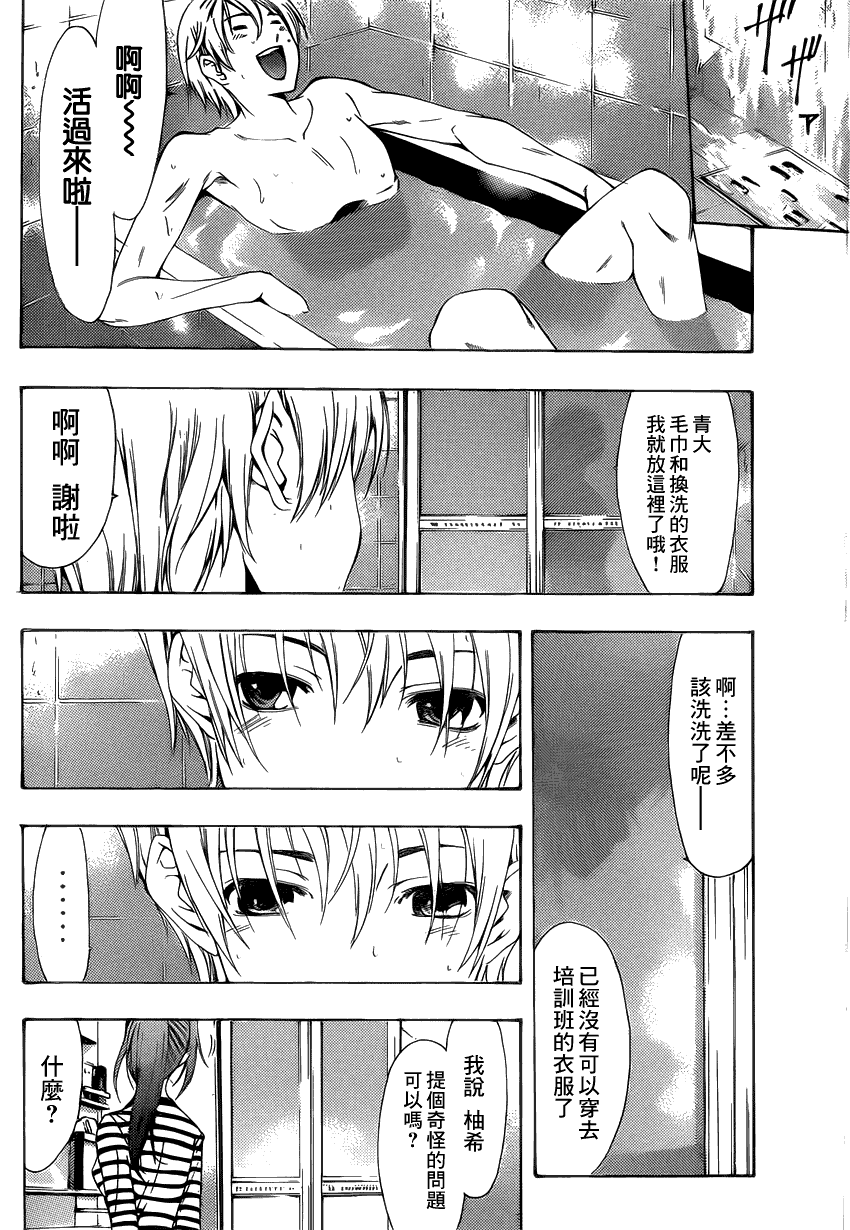 啊啊~~~
活過來啦——
青大
毛巾和換洗的衣服
我就放這裡了哦！
啊啊 謝啦
啊…差不多
該洗洗了呢——
已經沒有可以穿去
培訓班的衣服了
……
我說 柚希
提個奇怪的問題
可以嗎？
什麼？